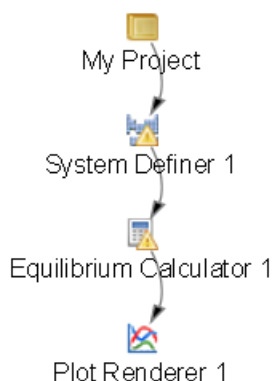 My Project
System Definer 1
Equilibrium Calculator 1
Plot Renderer 1